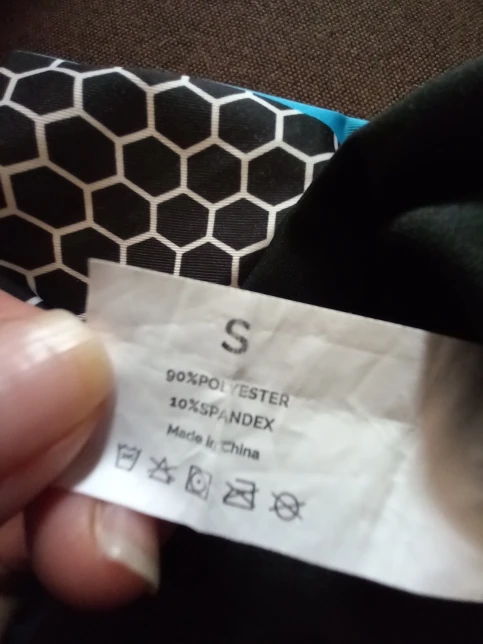 S
90%POLYESTER
10%SPANDEX
Made in China